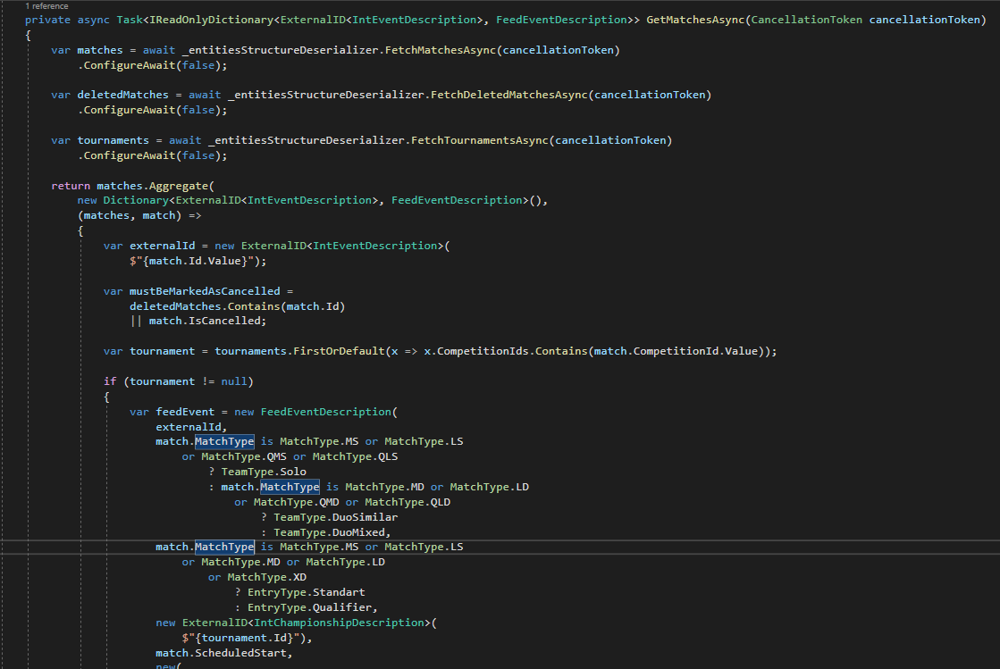 1 reference
private async Task<IReadOnlyDictionary<ExternalID<IntEventDescription>, FeedEventDescription>> GetMatchesAsync(CancellationToken cancellationToken)
{
var matches = await _entitiesStructureDeserializer.FetchMatchesAsync(cancellationToken)
.ConfigureAwait(false);
var deletedMatches = await _entitiesStructureDeserializer.FetchDeletedMatchesAsync(cancellationToken)
.ConfigureAwait(false);
var tournaments = await _entitiesStructureDeserializer.FetchTournamentsAsync(cancellationToken)
.ConfigureAwait(false);
return matches.Aggregate(
new Dictionary<ExternalID<IntEventDescription>, FeedEventDescription>(),
(matches, match) =>
{
var externalId = new ExternalID<IntEventDescription>(
$"{match.Id.Value}");
var mustBeMarkedAsCancelled =
deletedMatches.Contains(match.Id)
|| match.IsCancelled;
var tournament = tournaments.FirstOrDefault(x => x.CompetitionIds.Contains(match.CompetitionId.Value));
if (tournament != null)
{
var feedEvent = new FeedEventDescription(
externalId,
match.MatchType is MatchType.MS or MatchType.LS
or MatchType.QMS or MatchType.QLS
? TeamType.Solo
: match.MatchType is MatchType.MD or MatchType.LD
or MatchType.QMD or MatchType.QLD
? TeamType.DuoSimilar
: TeamType.DuoMixed,
match.MatchType is MatchType.MS or MatchType.LS
or MatchType.MD or MatchType.LD
or MatchType.XD
? EntryType.Standart
: EntryType.Qualifier,
new ExternalID<IntChampionshipDescription>(
$"{tournament.Id}"),
match.ScheduledStart,
new(